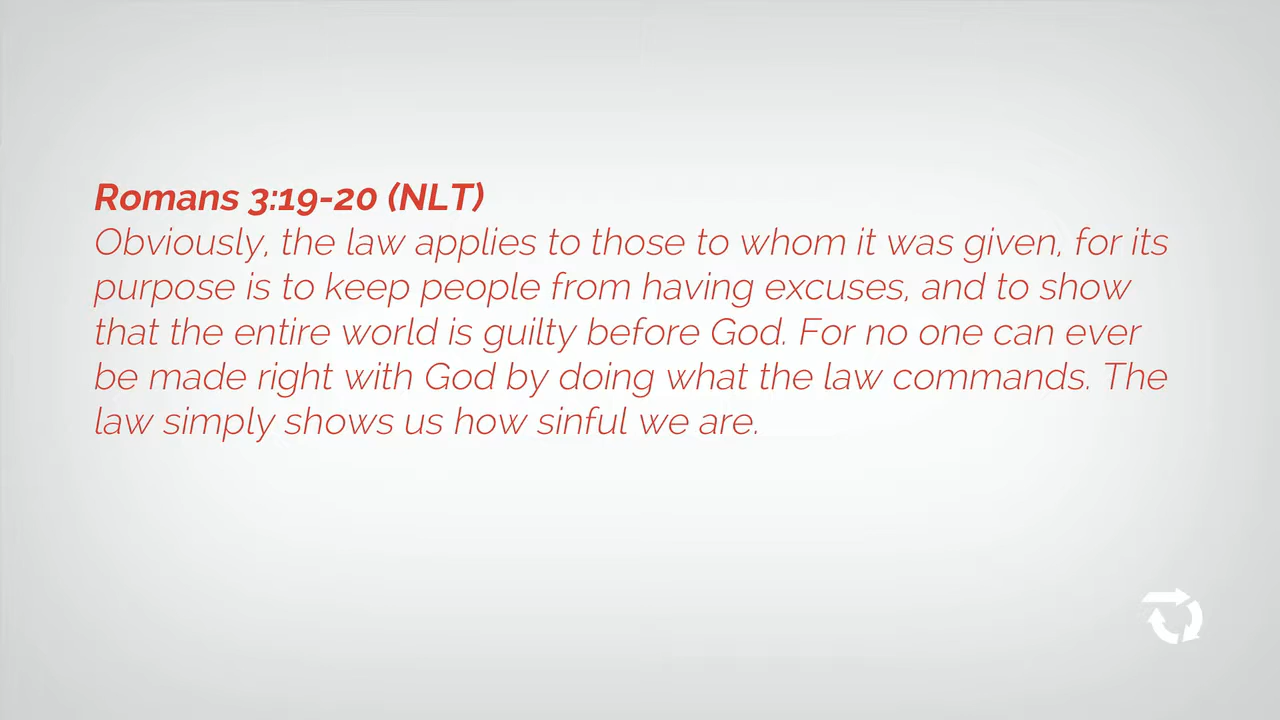 Romans 3:19-20 (NLT)
Obviously, the law applies to those to whom it was given, for its
purpose is to keep people from having excuses, and to show
that the entire world is guilty before God. For no one can ever
be made right with God by doing what the law commands. The
law simply shows us how sinful we are.